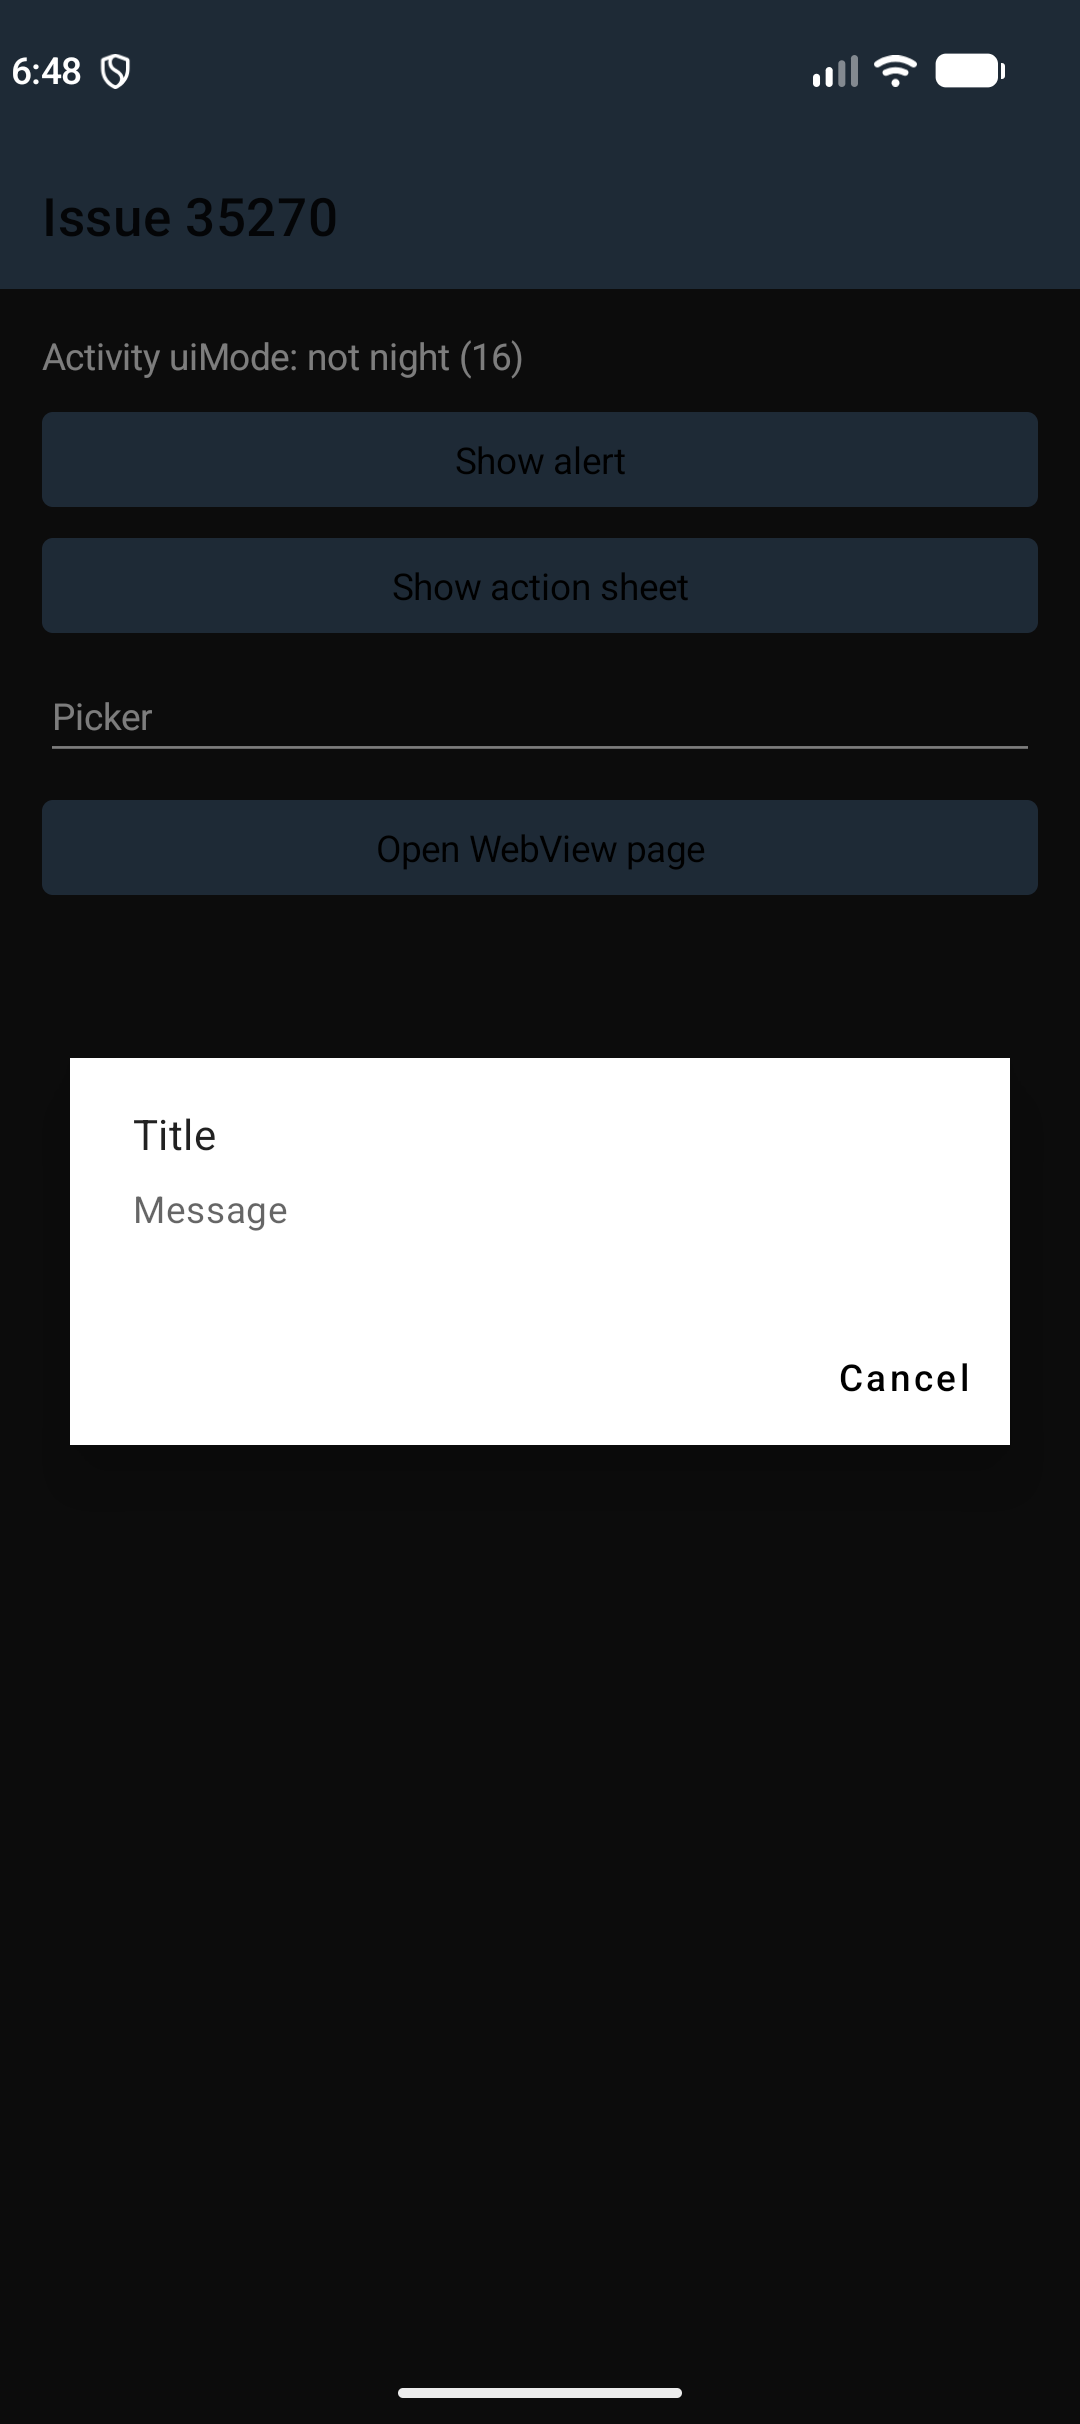 6:48
Issue 35270
Activity uiMode: not night (16)
Show alert
Show action sheet
Picker
Open WebView page
Title
Message
Cancel